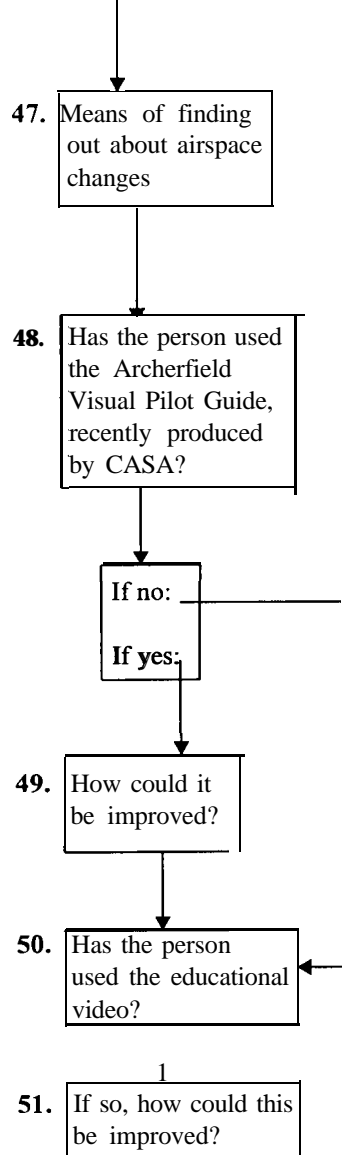 47. Means of finding
out about airspace
changes
48. Has the person used
the Archerfield
Visual Pilot Guide,
recently produced
by CASA?
If no:
If yes:
49. How could it
be improved?
50. Has the person
used the educational
video?
1
51. If so, how could this
be improved?